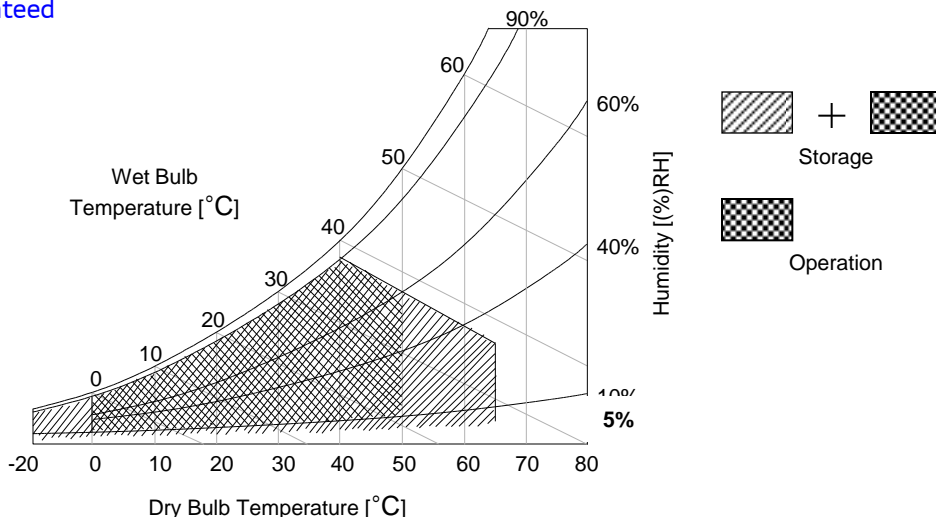 90%
60
60%
50
Wet Bulb
Temperature [°C]
Storage
Humidity [(%)RH]
40
40%
Operation
30
20
10
0
10%
5%
-20 0 10 20 30 40 50 60 70 80
Dry Bulb Temperature [°C]